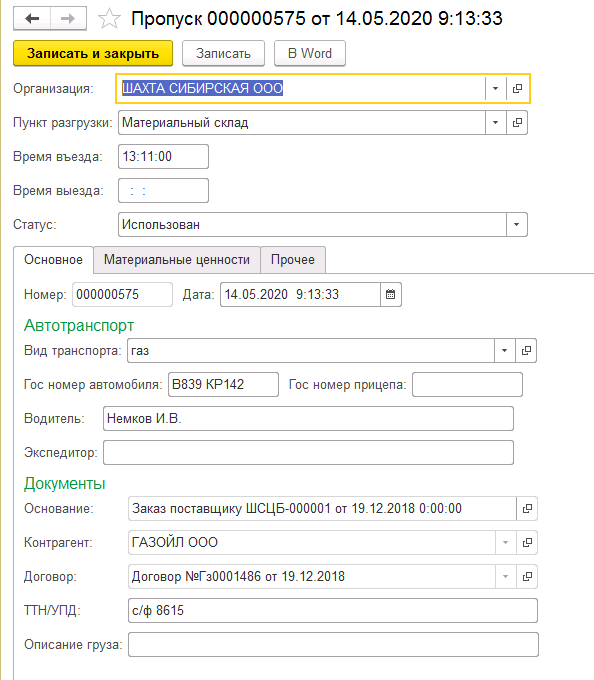 Пропуск 000000575 от 14.05.2020 9:13:33
Записать и закрыть Записать В Word
Организация: ШАХТА СИБИРСКАЯ ООО
Пункт разгрузки: Материальный склад
Время въезда: 13:11:00
Время выезда: : :
Статус: Использован
Основное Материальные ценности Прочее
Номер: 000000575 Дата: 14.05.2020 9:13:33
Автотранспорт
Вид транспорта: газ
Гос номер автомобиля: В839 КР142 Гос номер прицепа:
Водитель: Немков И.В.
Экспедитор:
Документы
Основание: Заказ поставщику ШСЦБ-000001 от 19.12.2018 0:00:00
Контрагент: ГАЗОЙЛ ООО
Договор: Договор №Гз0001486 от 19.12.2018
ТТН/УПД: с/ф 8615
Описание груза: